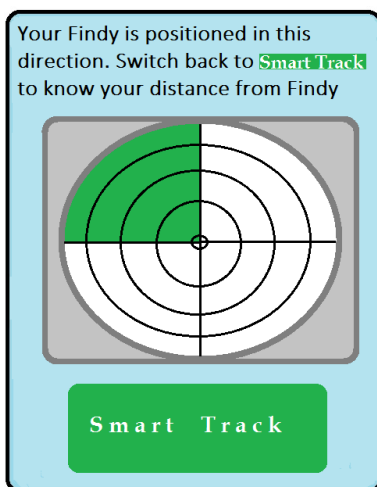 Your Findy is positioned in this
direction. Switch back to Smart Track
to know your distance from Findy
Smart Track